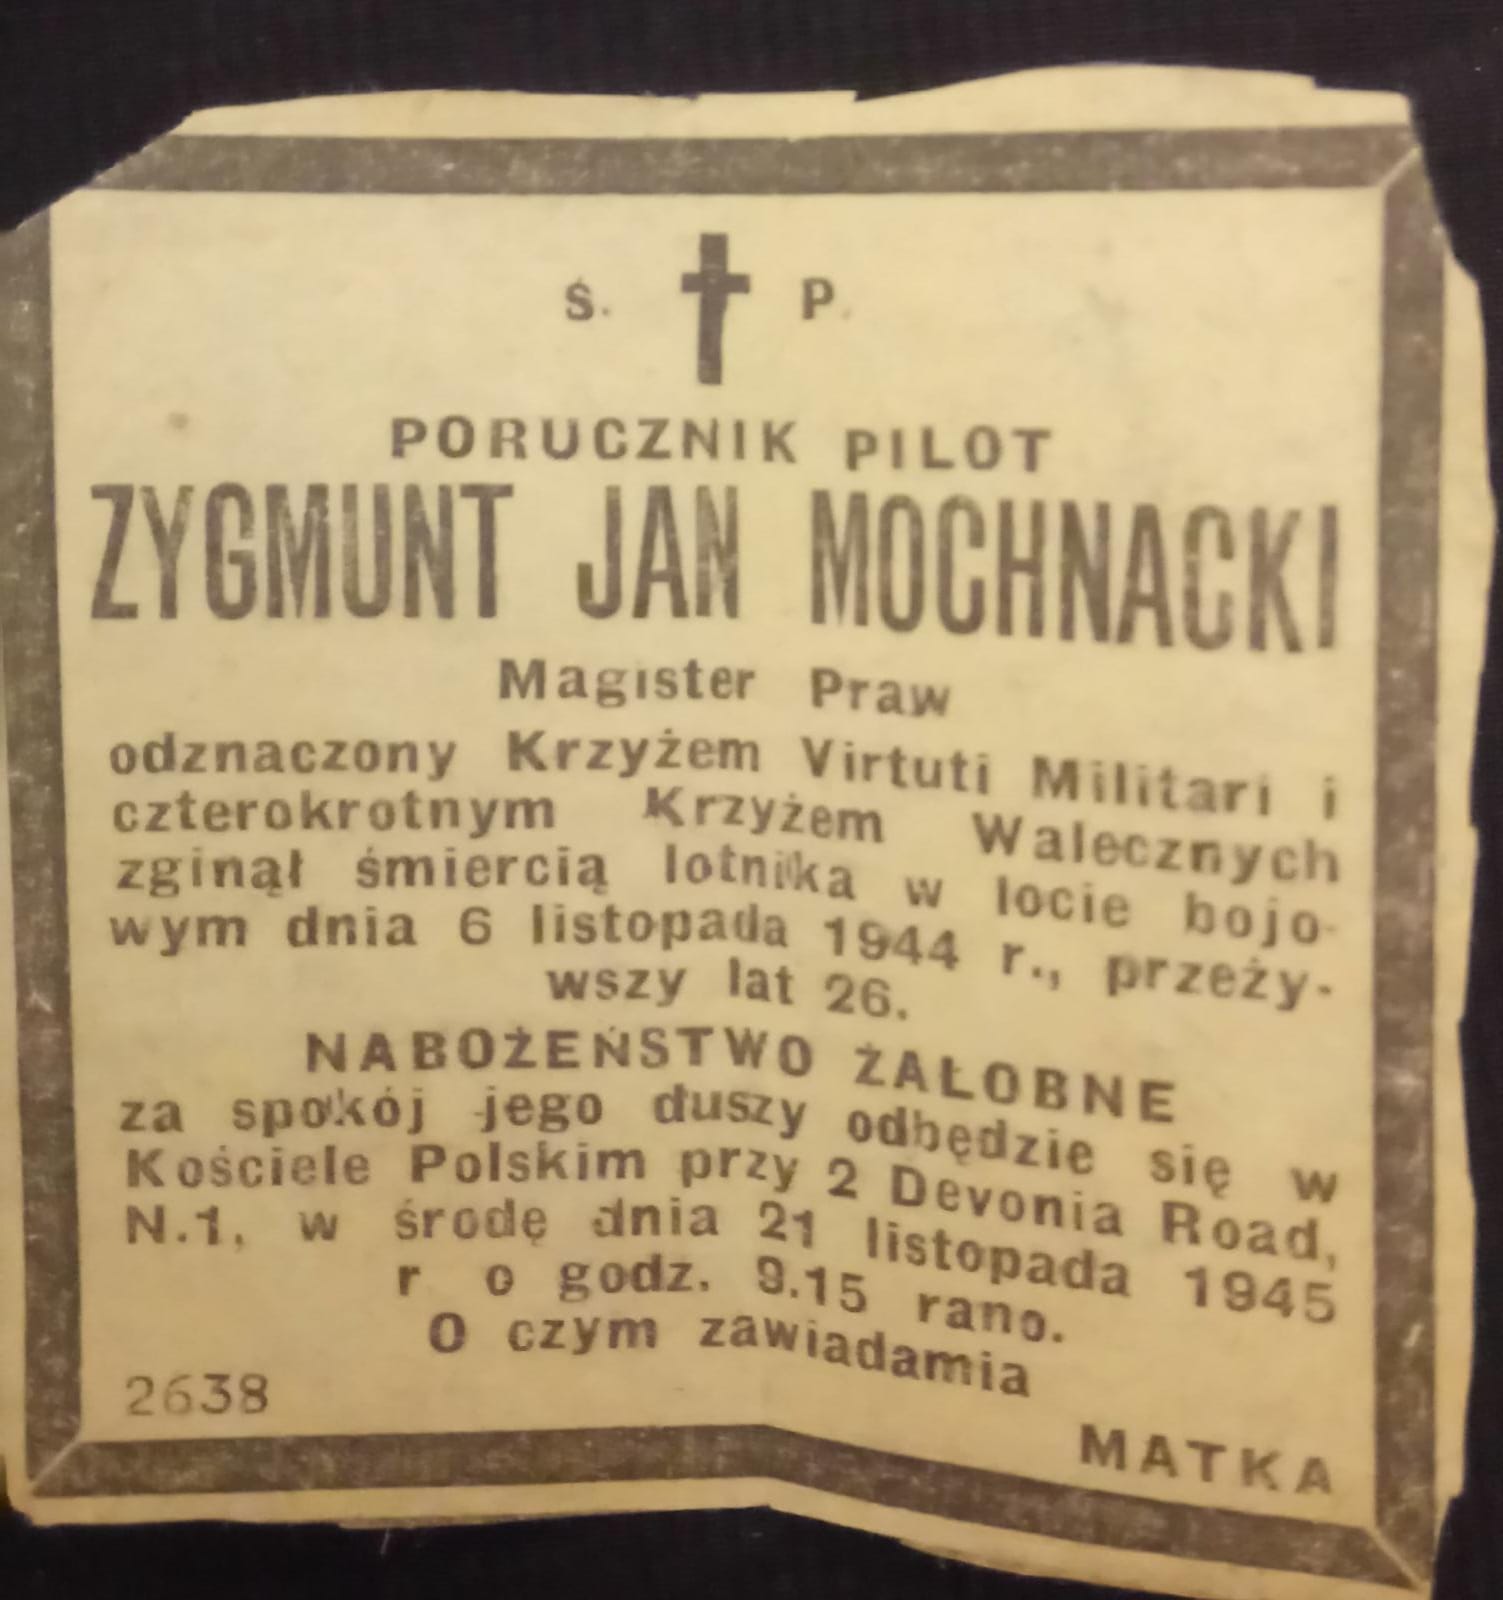 Ś. P.
PORUCZNIK PILOT
ZYGMUNT JAN MOCHNACKI
Magister Praw
odznaczony Krzyżem Virtuti Militari i
czterokrotnym Krzyżem Walecznych
zginął śmiercią lotnika w locie bojo-
wym dnia 6 listopada 1944 r., przeży-
wszy lat 26.
NABOŻEŃSTWO ŻAŁOBNE
za spokój jego duszy odbędzie się w
Kościele Polskim przy 2 Devonia Road,
N.1, w środę dnia 21 listopada 1945
r o godz. 9.15 rano.
O czym zawiadamia
2638
MATKA